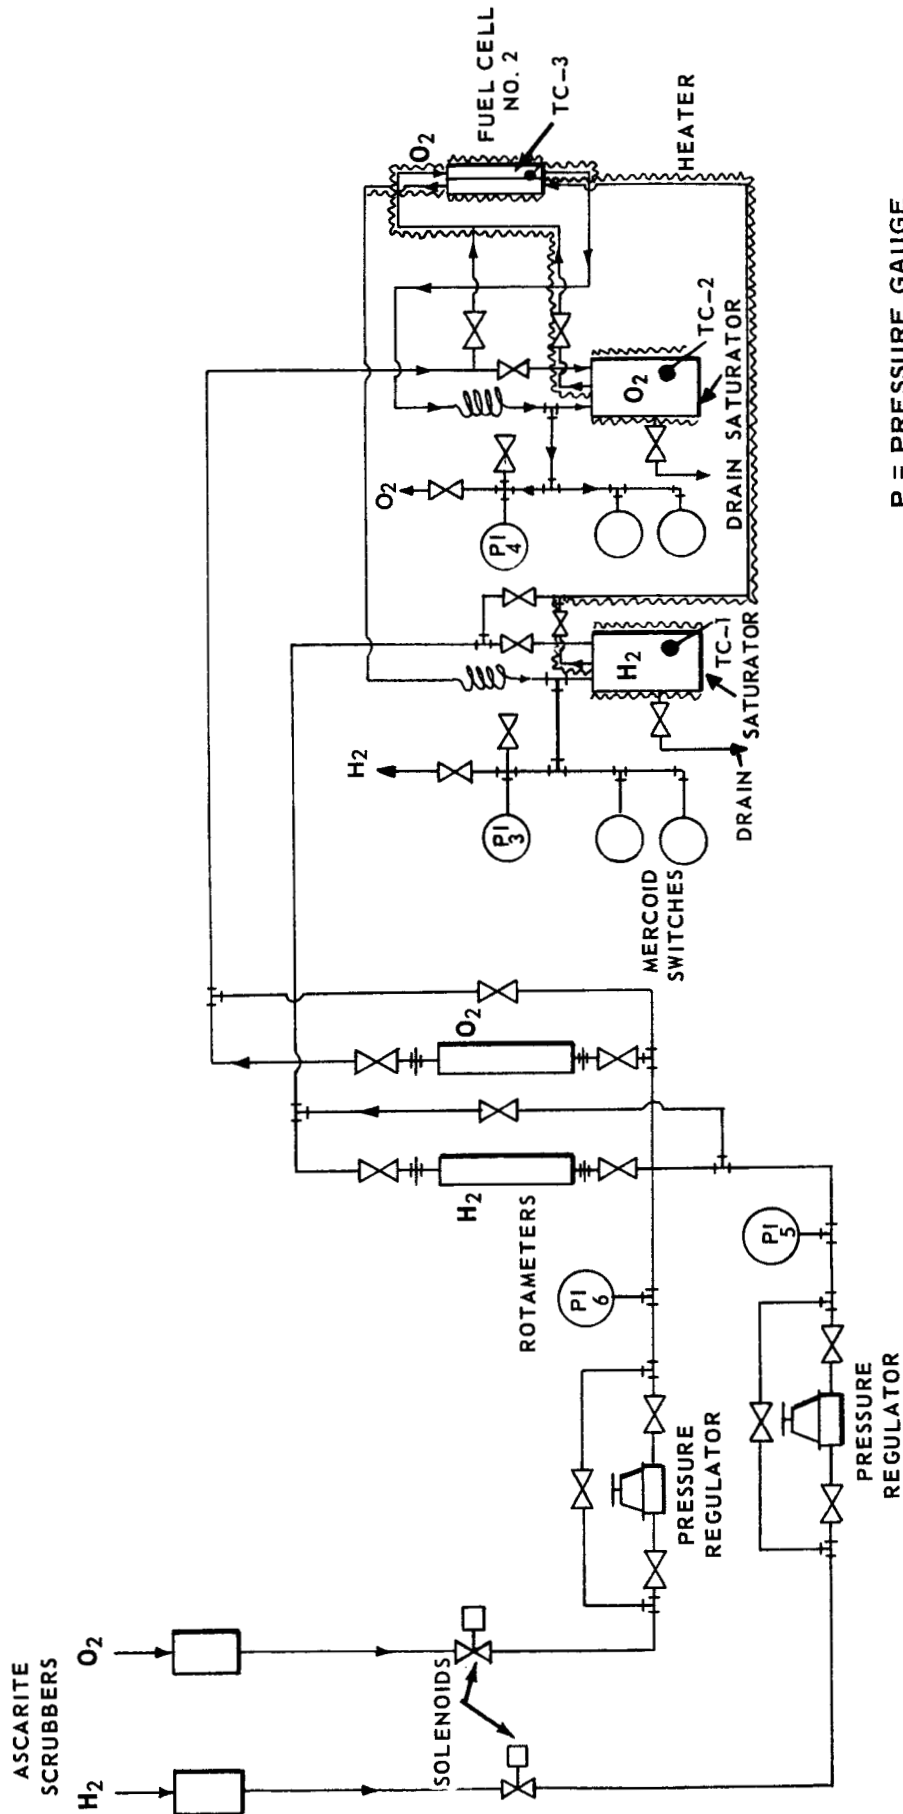 ASCARITE
SCRUBBERS
H2
O2
SOLENOIDS
PRESSURE
REGULATOR
PRESSURE
REGULATOR
PI
6
PI
5
ROTAMETERS
H2
O2
MERCOID
SWITCHES
PI
3
H2
DRAIN
SATURATOR
H2
TC-1
PI
4
O2
DRAIN SATURATOR
O2
TC-2
HEATER
O2
FUEL CELL
NO. 2
TC-3
P = PRESSURE GAUGE